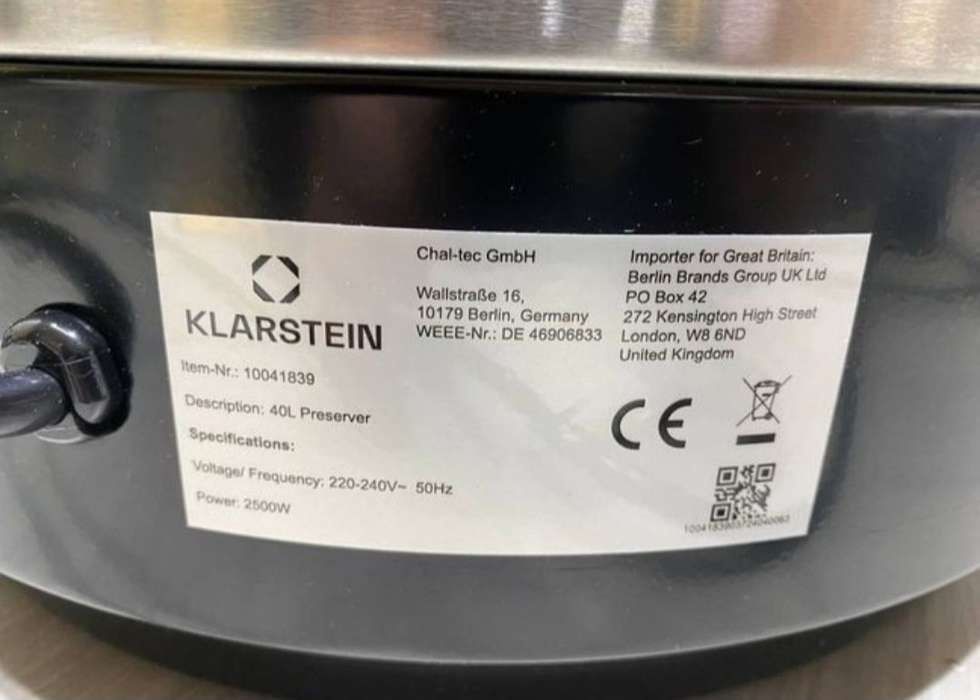 KLARSTEIN
Item-Nr.: 10041839
Description: 40L Preserver
Specifications:
Voltage/ Frequency: 220-240V~ 50Hz
Power: 2500W
Chal-tec GmbH
Wallstraße 16,
10179 Berlin, Germany
WEEE-Nr.: DE 46906833
Importer for Great Britain:
Berlin Brands Group UK Ltd
PO Box 42
272 Kensington High Street
London, W8 6ND
United Kingdom
CE